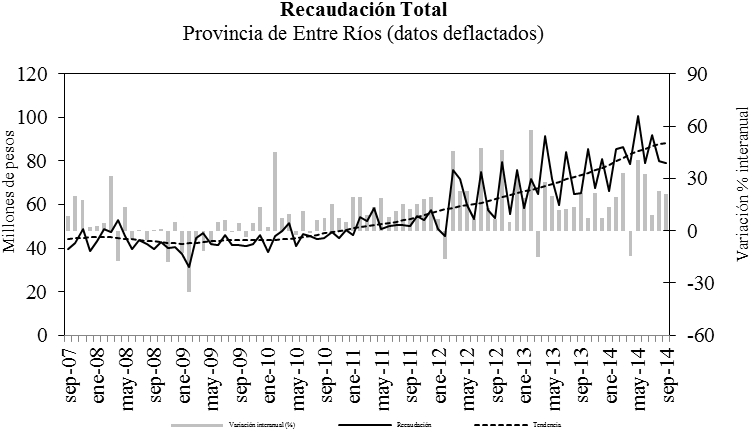 Recaudación Total
Provincia de Entre Ríos (datos deflactados)
120
100
80
60
40
20
0
Millones de pesos
90
60
30
0
-30
-60
Variación % interanual
sep-07
ene-08
may -08
sep-08
ene-09
may -09
sep-09
ene-10
may -10
sep-10
ene-11
may -11
sep-11
ene-12
may -12
sep-12
ene-13
may -13
sep-13
ene-14
may -14
sep-14
Variación interanual (%)
Recaudación
Tendencia